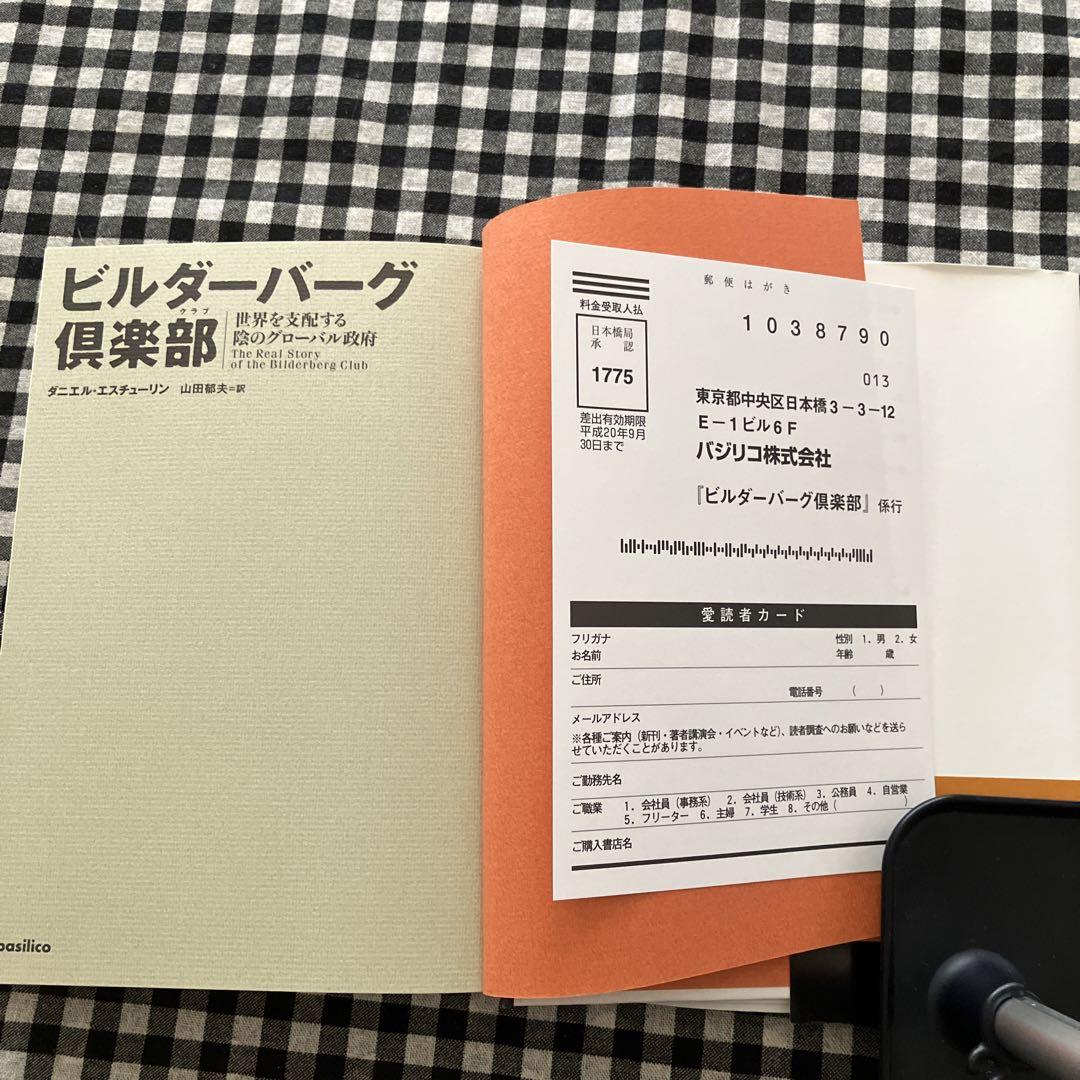 ビルダーバーグ
倶楽部
クラブ
世界を支配する
陰のグローバル政府
The Real Story
of the Bilderberg Club
ダニエル・エスチューリン 山田郁夫=訳
basilico
郵便はがき
料金受取人払
日本橋局
承認
1775
差出有効期限
平成20年9月
30日まで
1038790
013
東京都中央区日本橋3-3-12
E-1ビル6F
バジリコ株式会社
『ビルダーバーグ倶楽部』係行
愛読者カード
フリガナ
お名前
性別 1．男 2．女
年齢 歳
ご住所
電話番号 ( )
メールアドレス
※各種ご案内（新刊・著者講演会・イベントなど）、読者調査へのお願いなどを送ら
せていただくことがあります。
ご勤務先名
ご職業 1．会社員（事務系） 2．会社員（技術系） 3．公務員 4．自営業
5．フリーター 6．主婦 7．学生 8．その他（ ）
ご購入書店名